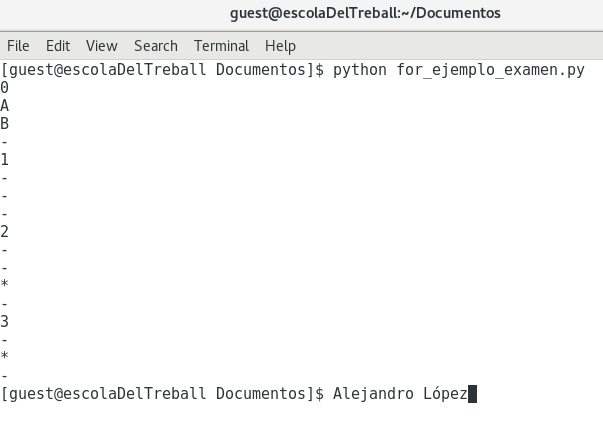 guest@escolaDelTreball:~/Documentos
File Edit View Search Terminal Help
[guest@escolaDelTreball Documentos]$ python for_ejemplo_examen.py
0
A
B
-
1
-
-
-
2
-
-
*
-
3
-
*
-
[guest@escolaDelTreball Documentos]$ Alejandro López